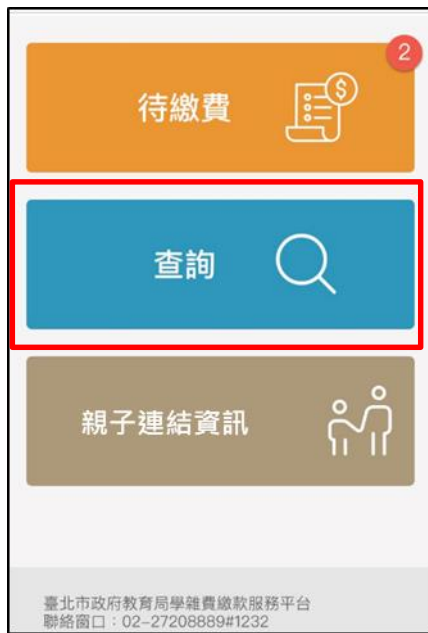 2
待繳費
查詢
親子連結資訊
臺北市政府教育局學雜費繳款服務平台
聯絡窗口：02-27208889#1232